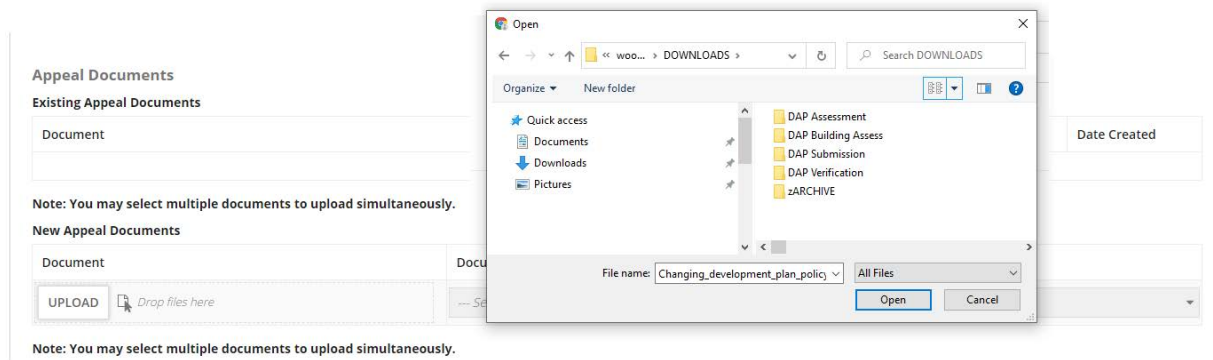 Open
« woo... > DOWNLOADS >
Search DOWNLOADS
Organize
New folder
Quick access
Documents
Downloads
Pictures
DAP Assessment
DAP Building Assess
DAP Submission
DAP Verification
zARCHIVE
File name: Changing_development_plan_policy
All Files
Open
Cancel
Appeal Documents
Existing Appeal Documents
Document
Date Created
Note: You may select multiple documents to upload simultaneously.
New Appeal Documents
Document
Docu
UPLOAD
Drop files here
--- Se
Note: You may select multiple documents to upload simultaneously.